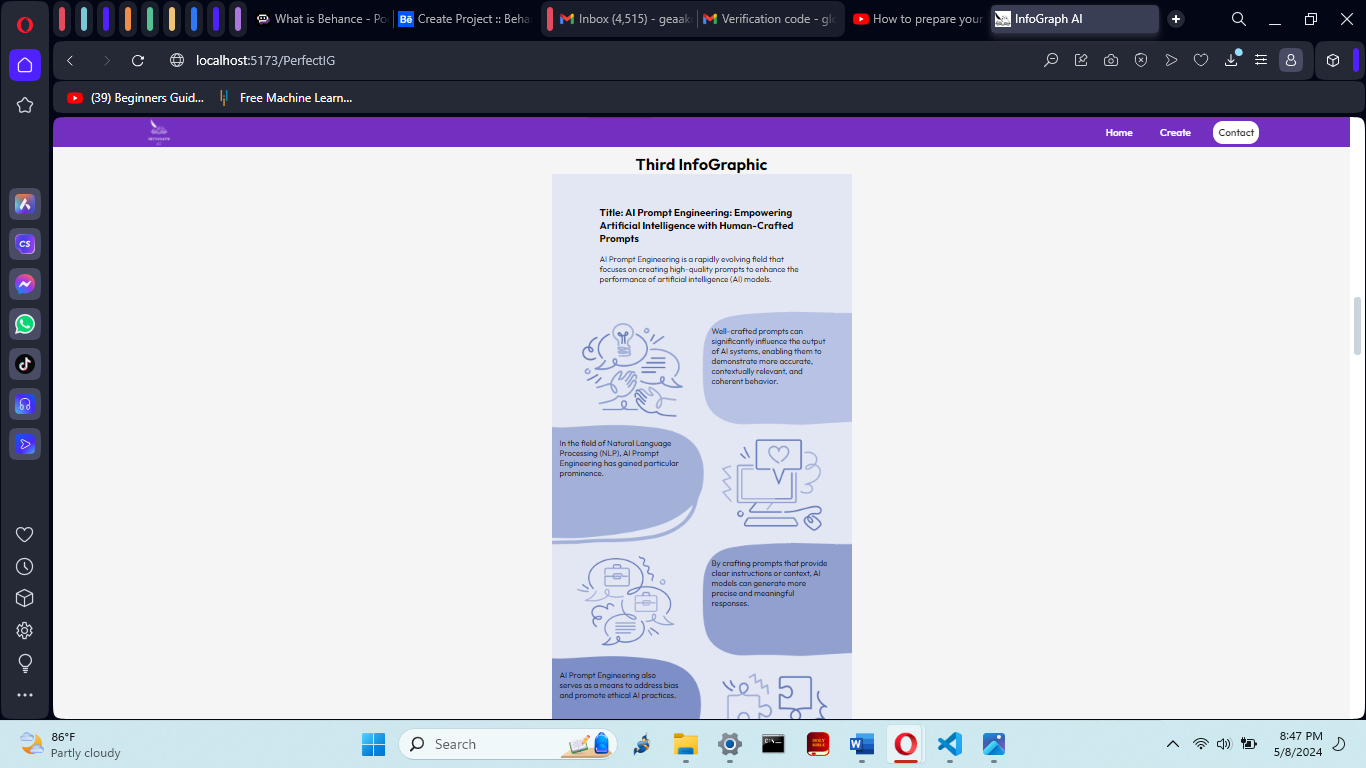 What is Behance - Po
Create Project :: Beha
Inbox (4,515) - geaak
Verification code - gl
How to prepare your
InfoGraph AI
localhost:5173/PerfectIG
(39) Beginners Guid...
Free Machine Learn...
Home
Create
Contact
Third InfoGraphic
Title: AI Prompt Engineering: Empowering
Artificial Intelligence with Human-Crafted
Prompts
AI Prompt Engineering is a rapidly evolving field that
focuses on creating high-quality prompts to enhance the
performance of artificial intelligence (AI) models.
Well-crafted prompts can
significantly influence the output
of AI systems, enabling them to
demonstrate more accurate,
contextually relevant, and
coherent behavior.
In the field of Natural Language
Processing (NLP), AI Prompt
Engineering has gained particular
prominence.
By crafting prompts that provide
clear instructions or context, AI
models can generate more
precise and meaningful
responses.
AI Prompt Engineering also
serves as a means to address bias
and promote ethical AI practices.
CS
86°F
Partly cloudy
Search
HOLY
BIBLE
8:47 PM
5/8/2024